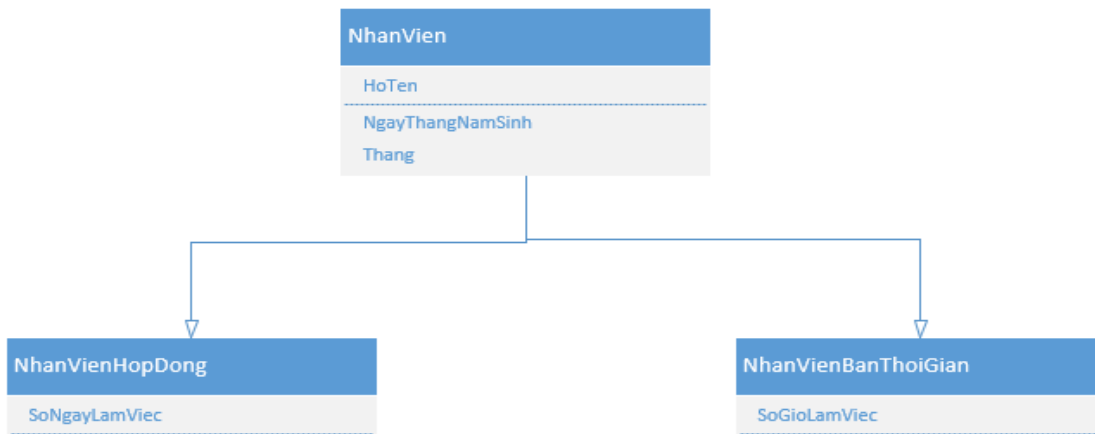 NhanVien
HoTen
NgayThangNamSinh
Thang
NhanVienHopDong
SoNgayLamViec
NhanVienBanThoiGian
SoGioLamViec